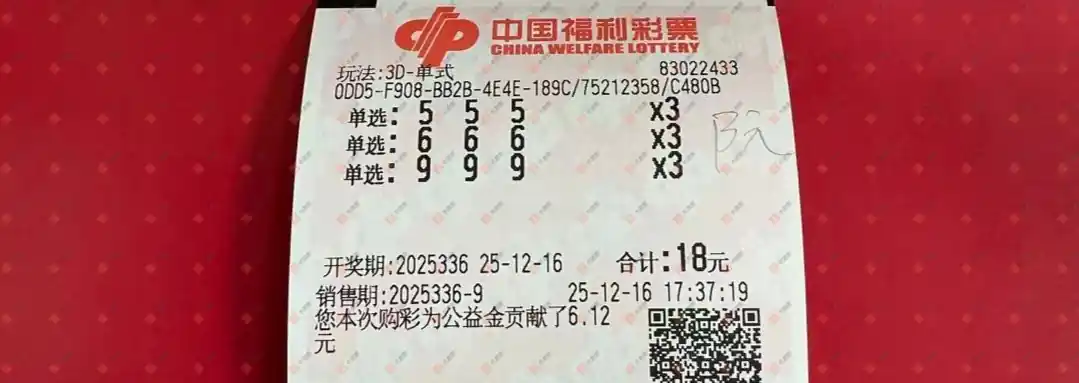 中国福利彩票
CHINA WELFARE LOTTERY
玩法:3D-单式 83022433
0DD5-F908-BB2B-4E4E-189C/75212358/C480B
单选: 5 5 5 x3
单选: 6 6 6 x3
单选: 9 9 9 x3
开奖期:2025336 25-12-16 合计:18元
销售期:2025336-9 25-12-16 17:37:19
您本次购彩为公益金贡献了6.12
元